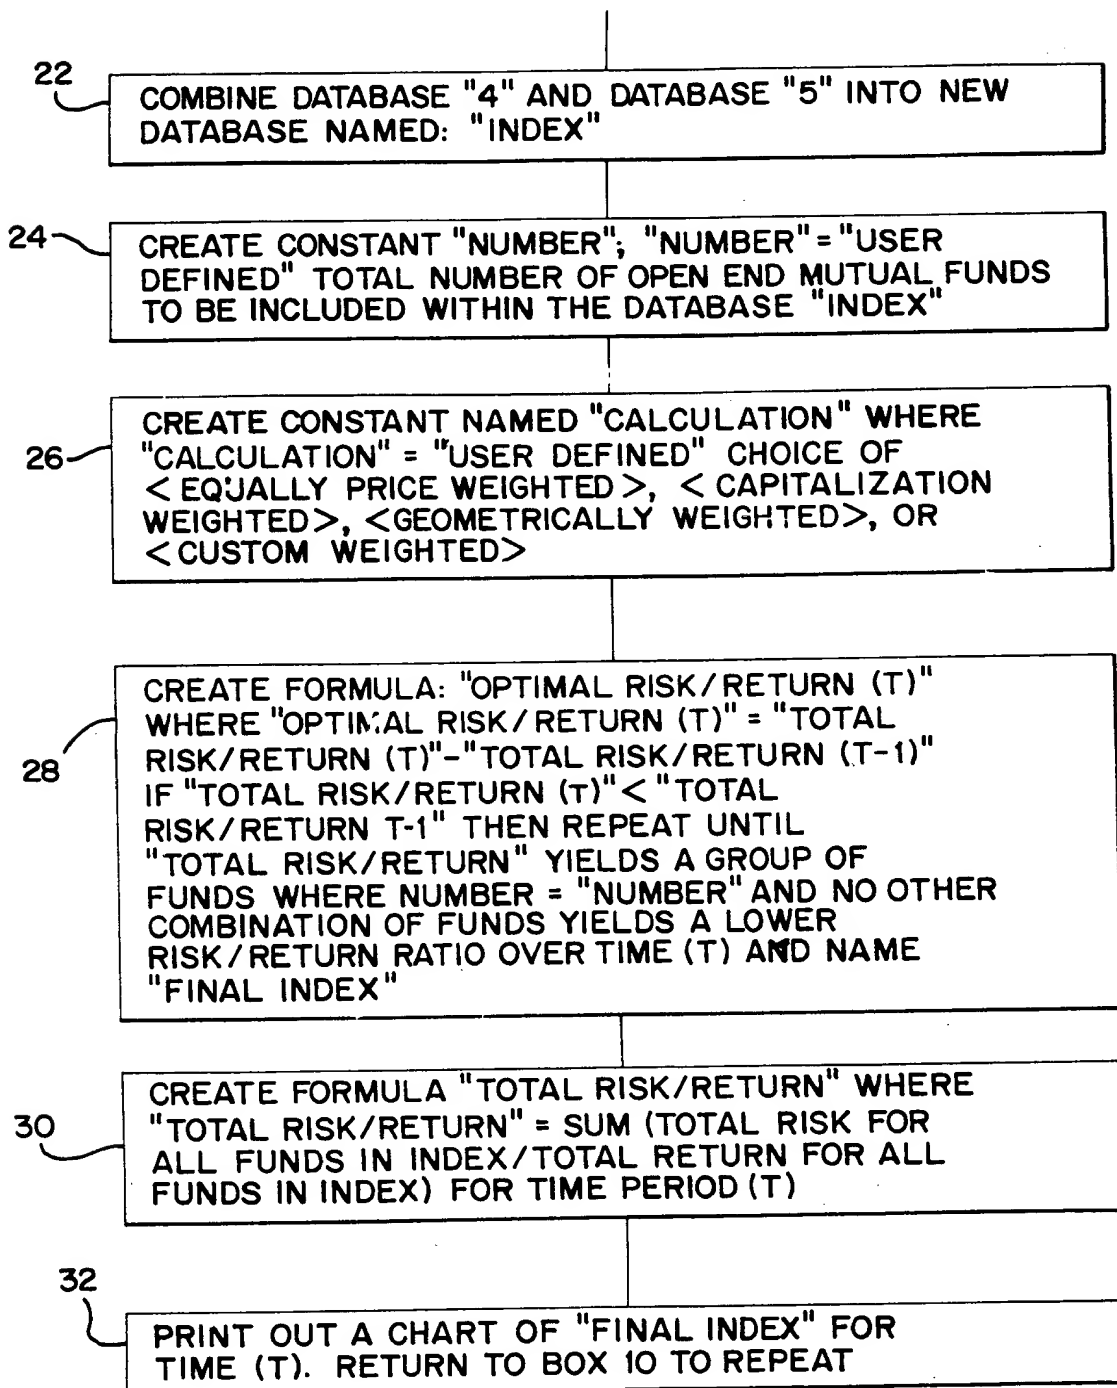 22
COMBINE DATABASE "4" AND DATABASE "5" INTO NEW
DATABASE NAMED: "INDEX"
24
CREATE CONSTANT "NUMBER"; "NUMBER"="USER
DEFINED" TOTAL NUMBER OF OPEN END MUTUAL FUNDS
TO BE INCLUDED WITHIN THE DATABASE "INDEX"
26
CREATE CONSTANT NAMED "CALCULATION" WHERE
"CALCULATION" = "USER DEFINED" CHOICE OF
<EQUALLY PRICE WEIGHTED>, <CAPITALIZATION
WEIGHTED>, <GEOMETRICALLY WEIGHTED>, OR
<CUSTOM WEIGHTED>
28
CREATE FORMULA: "OPTIMAL RISK/RETURN (T)"
WHERE "OPTIMAL RISK/RETURN (T)" = "TOTAL
RISK/RETURN (T)"-"TOTAL RISK/RETURN (T-1)"
IF "TOTAL RISK/RETURN (T)"< "TOTAL
RISK/RETURN T-1" THEN REPEAT UNTIL
"TOTAL RISK/RETURN" YIELDS A GROUP OF
FUNDS WHERE NUMBER = "NUMBER" AND NO OTHER
COMBINATION OF FUNDS YIELDS A LOWER
RISK/RETURN RATIO OVER TIME (T) AND NAME
"FINAL INDEX"
30
CREATE FORMULA "TOTAL RISK/RETURN" WHERE
"TOTAL RISK/RETURN" = SUM (TOTAL RISK FOR
ALL FUNDS IN INDEX/TOTAL RETURN FOR ALL
FUNDS IN INDEX) FOR TIME PERIOD (T)
32
PRINT OUT A CHART OF "FINAL INDEX" FOR
TIME (T). RETURN TO BOX 10 TO REPEAT